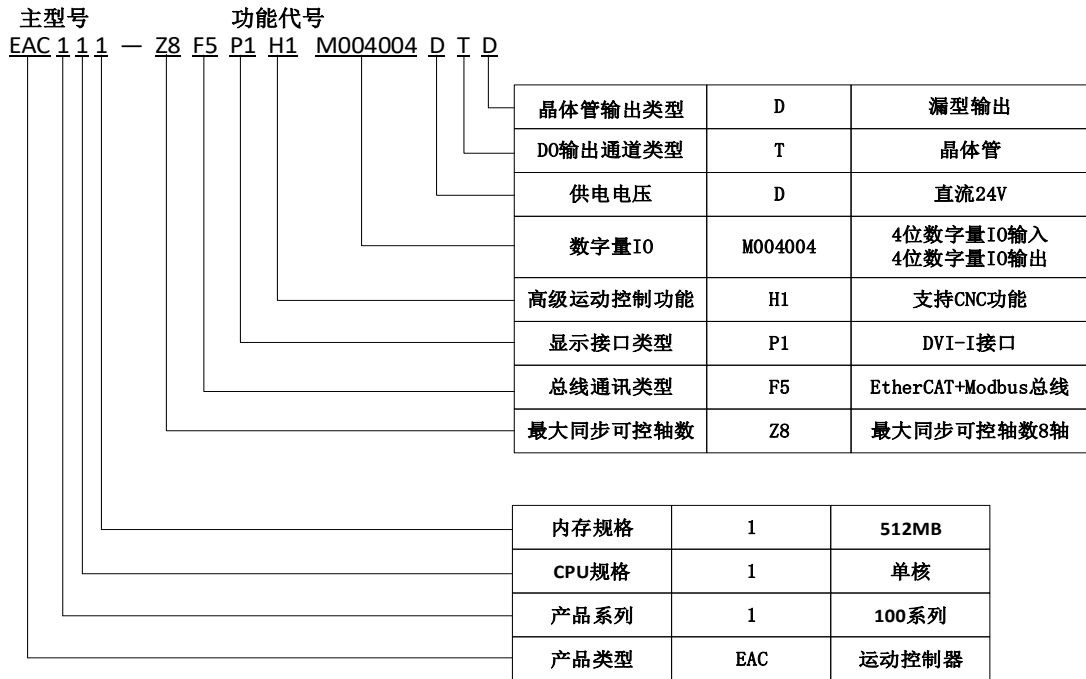 主型号 功能代号
EAC 1 1 1 — Z8 F5 P1 H1 M004004 D T D
晶体管输出类型 D 漏型输出
DO输出通道类型 T 晶体管
供电电压 D 直流24V
数字量IO M004004 4位数字量IO输入
4位数字量IO输出
高级运动控制功能 H1 支持CNC功能
显示接口类型 P1 DVI-I接口
总线通讯类型 F5 EtherCAT+Modbus总线
最大同步可控轴数 Z8 最大同步可控轴数8轴
内存规格 1 512MB
CPU规格 1 单核
产品系列 1 100系列
产品类型 EAC 运动控制器